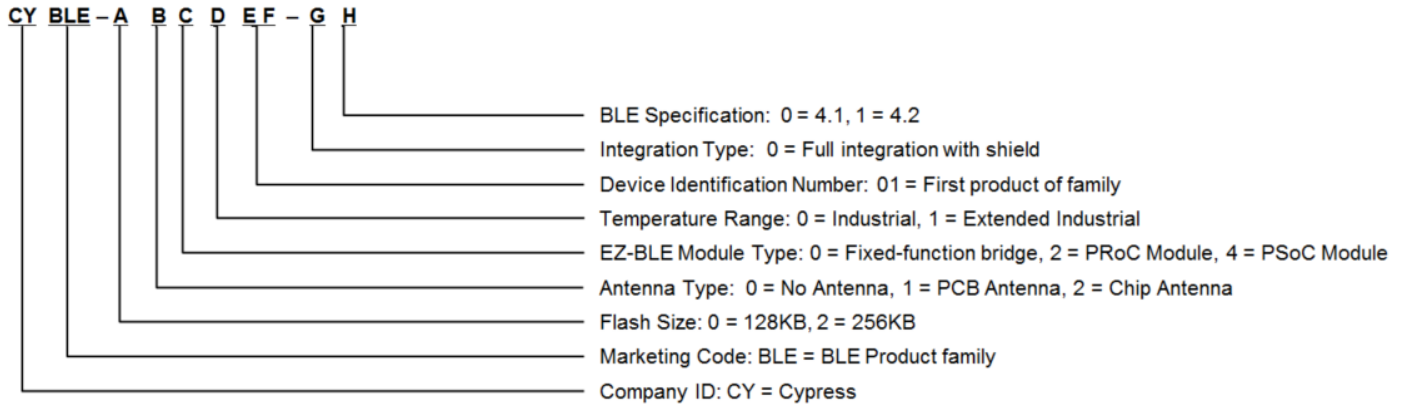 CY BLE – A B C D E F – G H
BLE Specification: 0 = 4.1, 1 = 4.2
Integration Type: 0 = Full integration with shield
Device Identification Number: 01 = First product of family
Temperature Range: 0 = Industrial, 1 = Extended Industrial
EZ-BLE Module Type: 0 = Fixed-function bridge, 2 = PRoC Module, 4 = PSoC Module
Antenna Type: 0 = No Antenna, 1 = PCB Antenna, 2 = Chip Antenna
Flash Size: 0 = 128KB, 2 = 256KB
Marketing Code: BLE = BLE Product family
Company ID: CY = Cypress